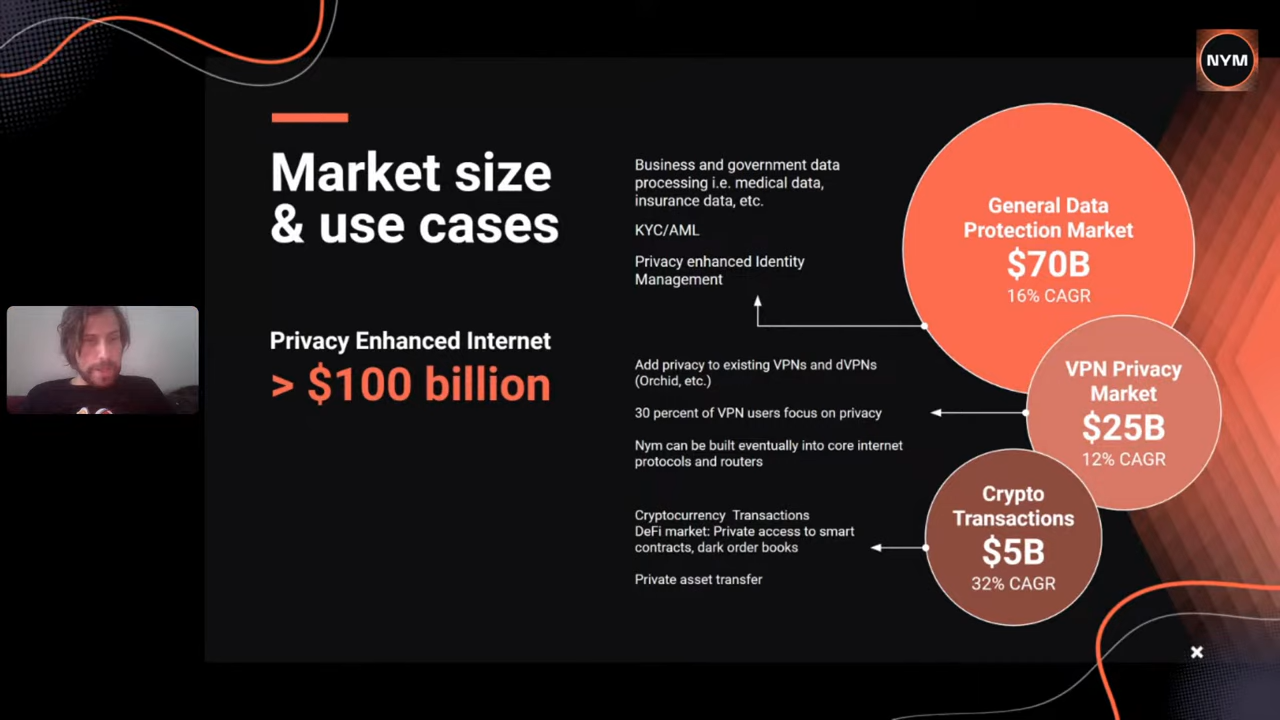 NYM
Market size
& use cases
Privacy Enhanced Internet
> $100 billion
Business and government data
processing i.e. medical data,
insurance data, etc.
KYC/AML
Privacy enhanced Identity
Management
General Data
Protection Market
$70B
16% CAGR
Add privacy to existing VPNs and dVPNs
(Orchid, etc.)
30 percent of VPN users focus on privacy
Nym can be built eventually into core internet
protocols and routers
VPN Privacy
Market
$25B
12% CAGR
Cryptocurrency Transactions
DeFi market: Private access to smart
contracts, dark order books
Private asset transfer
Crypto
Transactions
$5B
32% CAGR